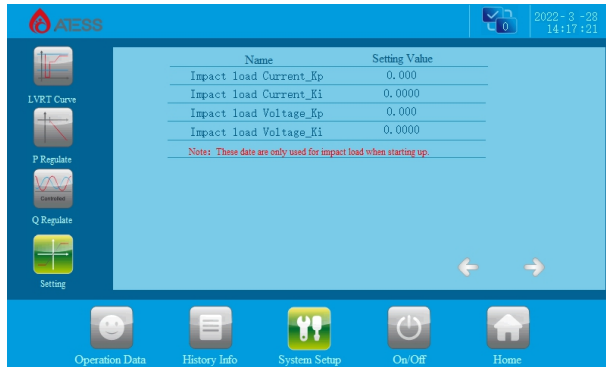 ATESS
0
2022- 3 -28
14:17:21
Name Setting Value
Impact load Current_Kp 0.000
Impact load Current_Ki 0.0000
Impact load Voltage_Kp 0.000
Impact load Voltage_Ki 0.0000
Note: These date are only used for impact load when starting up.
LVRT Curve
P Regulate
Controlled
Q Regulate
Setting
Operation Data History Info System Setup On/Off Home